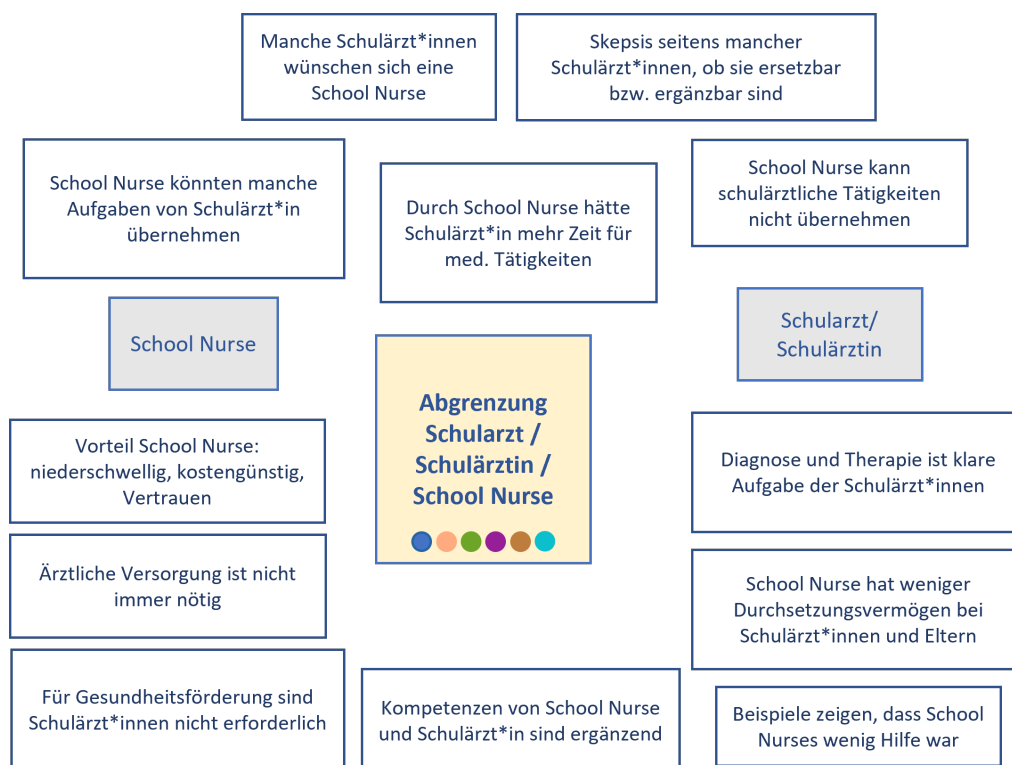 Manche Schulärzt*innen
wünschen sich eine
School Nurse
Skepsis seitens mancher
Schulärzt*innen, ob sie ersetzbar
bzw. ergänzbar sind
School Nurse könnten manche
Aufgaben von Schulärzt*in
übernehmen
Durch School Nurse hätte
Schulärzt*in mehr Zeit für
med. Tätigkeiten
School Nurse kann
schulärztliche Tätigkeiten
nicht übernehmen
School Nurse
Schularzt/
Schulärztin
Abgrenzung
Schularzt /
Schulärztin /
School Nurse
Vorteil School Nurse:
niederschwellig, kostengünstig,
Vertrauen
Diagnose und Therapie ist klare
Aufgabe der Schulärzt*innen
Ärztliche Versorgung ist nicht
immer nötig
School Nurse hat weniger
Durchsetzungsvermögen bei
Schulärzt*innen und Eltern
Für Gesundheitsförderung sind
Schulärzt*innen nicht erforderlich
Kompetenzen von School Nurse
und Schulärzt*in sind ergänzend
Beispiele zeigen, dass School
Nurses wenig Hilfe war